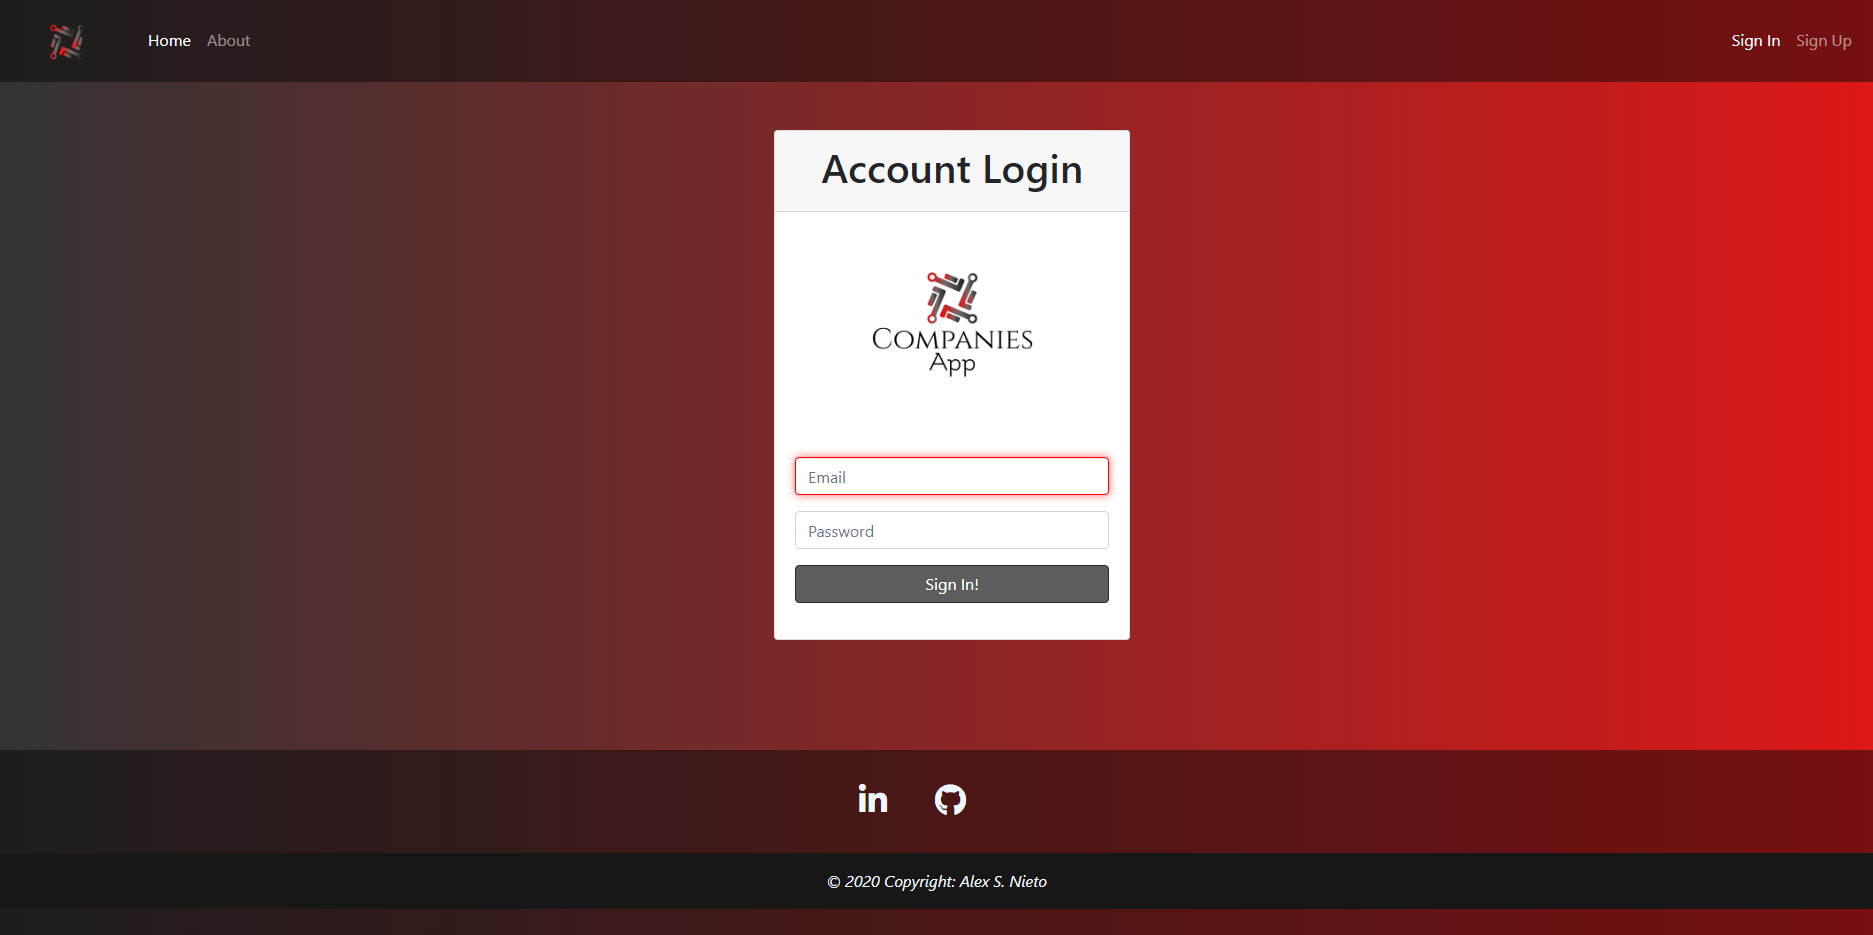 Home About Sign In Sign Up
Account Login
Companies
App
Email
Password
Sign In!
in
© 2020 Copyright: Alex S. Nieto